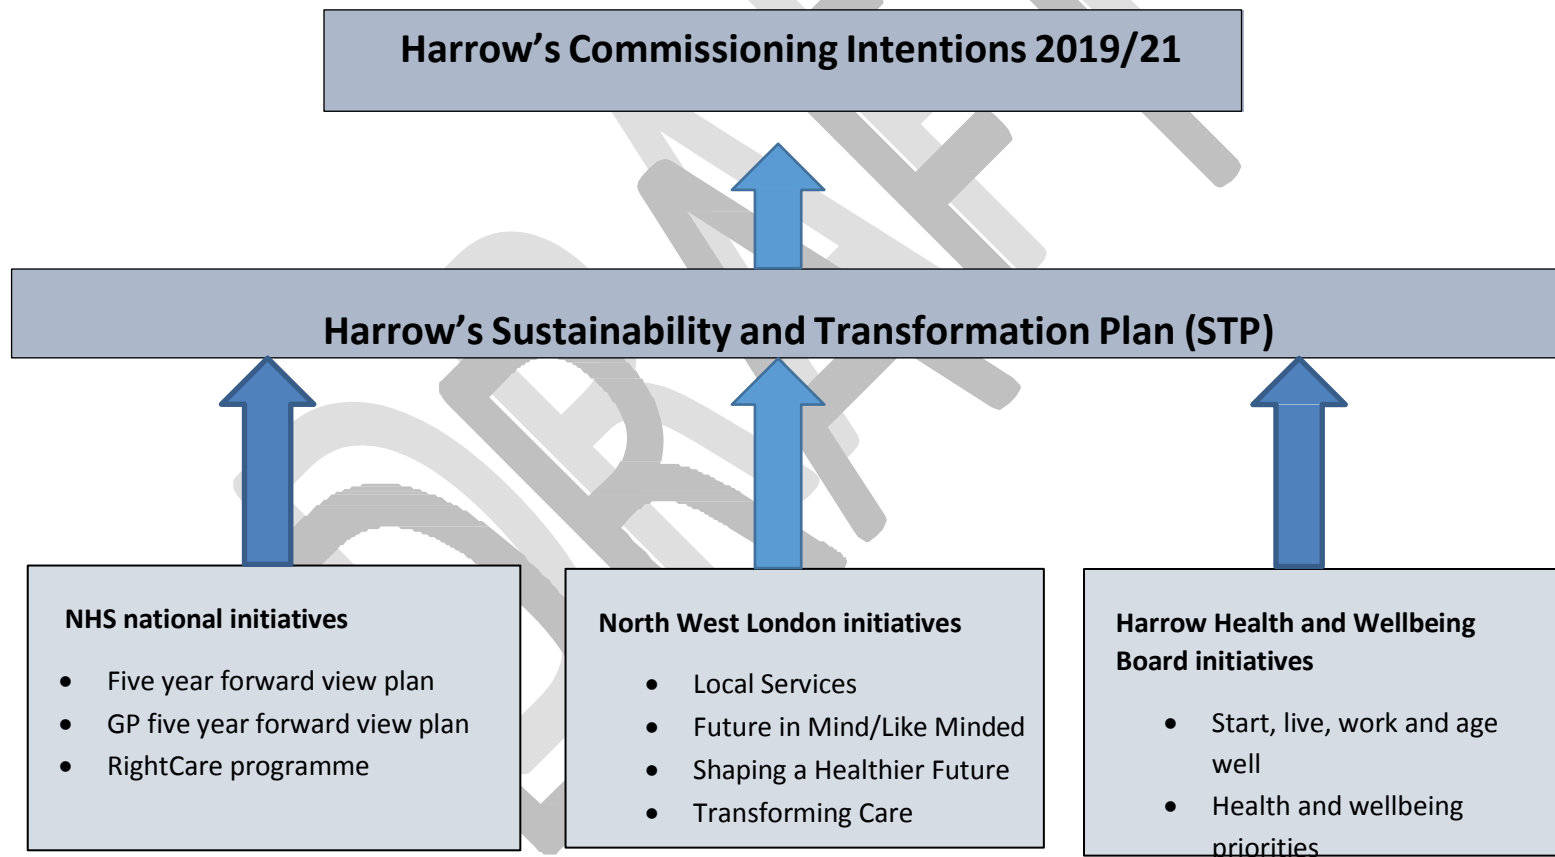 Harrow’s Commissioning Intentions 2019/21
Harrow’s Sustainability and Transformation Plan (STP)
NHS national initiatives
• Five year forward view plan
• GP five year forward view plan
• RightCare programme
North West London initiatives
• Local Services
• Future in Mind/Like Minded
• Shaping a Healthier Future
• Transforming Care
Harrow Health and Wellbeing
Board initiatives
• Start, live, work and age
well
• Health and wellbeing
priorities
DRAFT